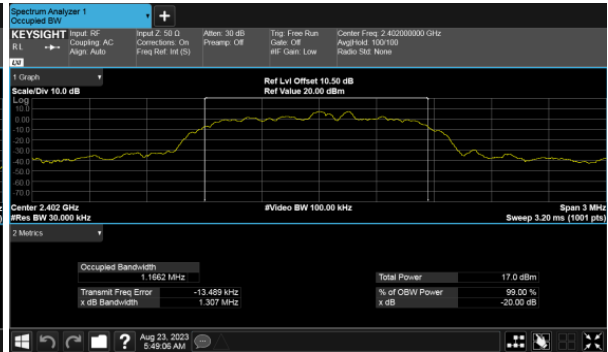 Spectrum Analyzer 1
Occupied BW
KEYSIGHT Input: RF Input Z: 50 Ω Atten: 30 dB Trig: Free Run Center Freq: 2.402000000 GHz
RL Coupling: AC Corrections: On Preamp: Off Gate: Off Avg|Hold: 100/100
Align: Auto Freq Ref: Int (S) #IF Gain: Low Radio Std: None
1 Graph
Scale/Div 10.0 dB Ref Lvl Offset 10.50 dB
Ref Value 20.00 dBm
Log
10.0
0.00
-10.0
-20.0
-30.0
-40.0
-50.0
-60.0
-70.0
Center 2.402 GHz #Video BW 100.00 kHz Span 3 MHz
#Res BW 30.000 kHz Sweep 3.20 ms (1001 pts)
2 Metrics
Occupied Bandwidth
1.1662 MHz Total Power 17.0 dBm
Transmit Freq Error -13.489 kHz % of OBW Power 99.00 %
x dB Bandwidth 1.307 MHz x dB -20.00 dB
? Aug 23, 2023
5:49:06 AM